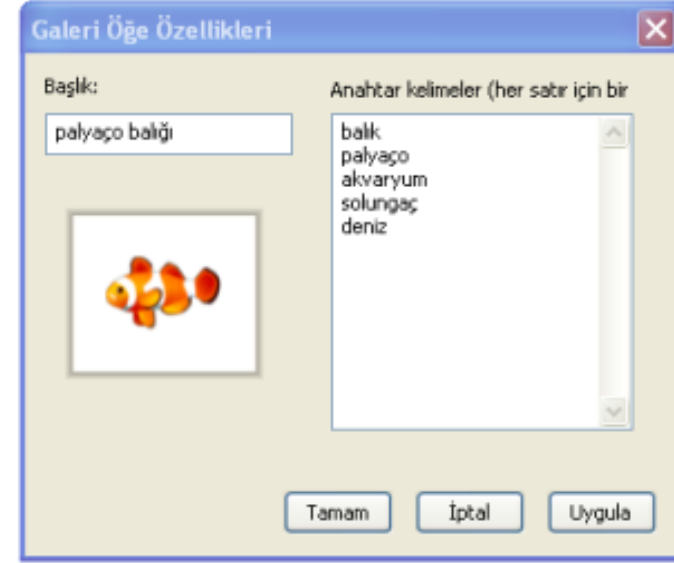 Galeri Öğe Özellikleri
Başlık:
palyaço balığı
Anahtar kelimeler (her satır için bir
balık
palyaço
akvaryum
solungaç
deniz
Tamam
İptal
Uygula